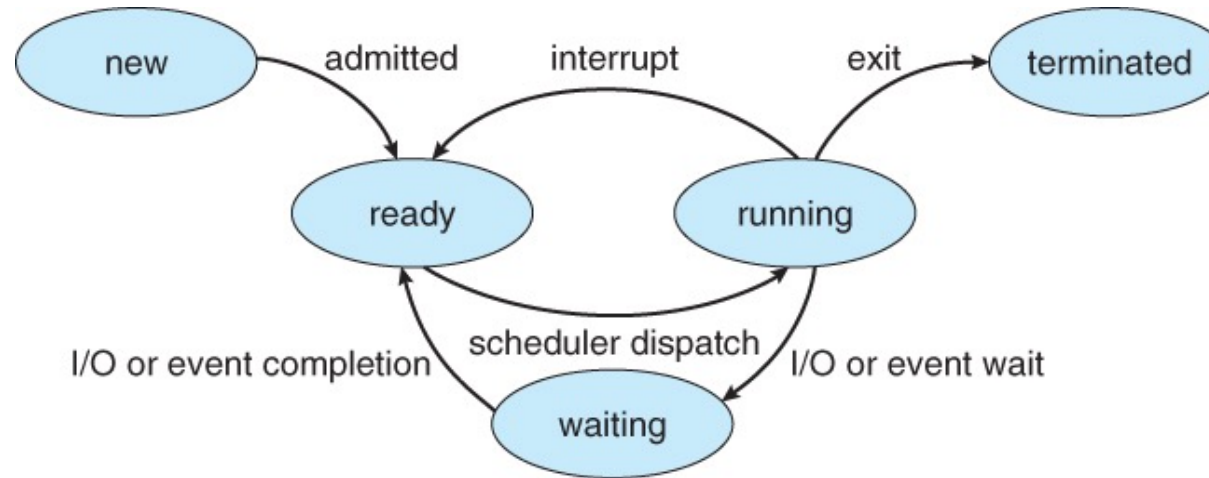 new
admitted
interrupt
exit
terminated
ready
running
I/O or event completion
scheduler dispatch
I/O or event wait
waiting